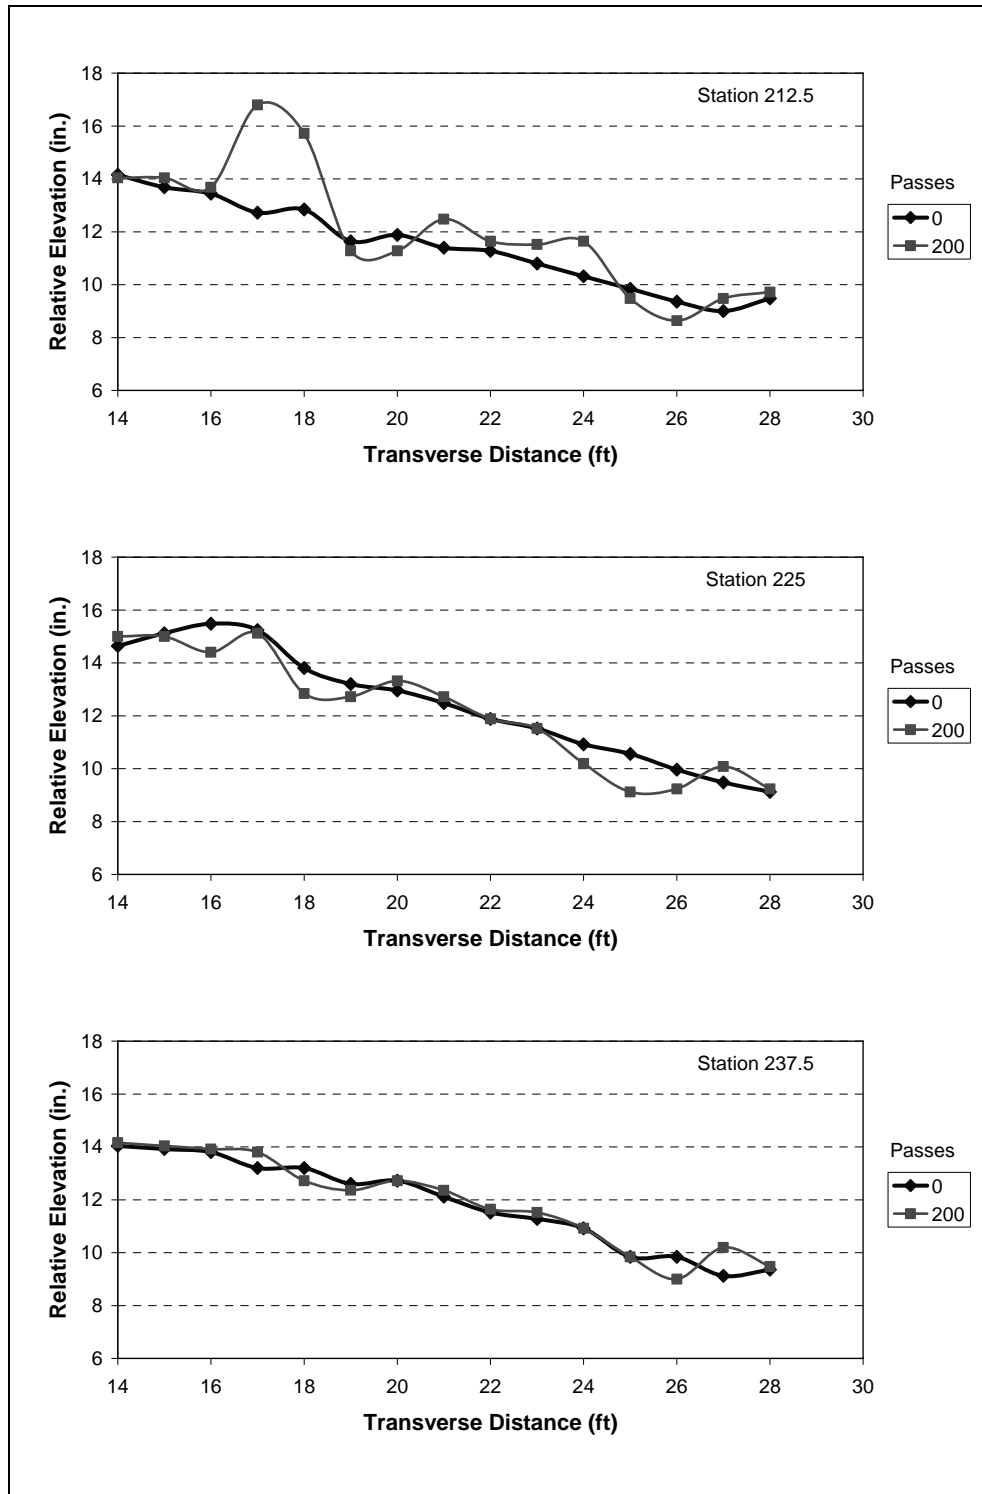 Station 212.5
Relative Elevation (in.)
18
16
14
12
10
8
6
14 16 18 20 22 24 26 28 30
Transverse Distance (ft)
Passes
0
200
Station 225
Relative Elevation (in.)
18
16
14
12
10
8
6
14 16 18 20 22 24 26 28 30
Transverse Distance (ft)
Passes
0
200
Station 237.5
Relative Elevation (in.)
18
16
14
12
10
8
6
14 16 18 20 22 24 26 28 30
Transverse Distance (ft)
Passes
0
200